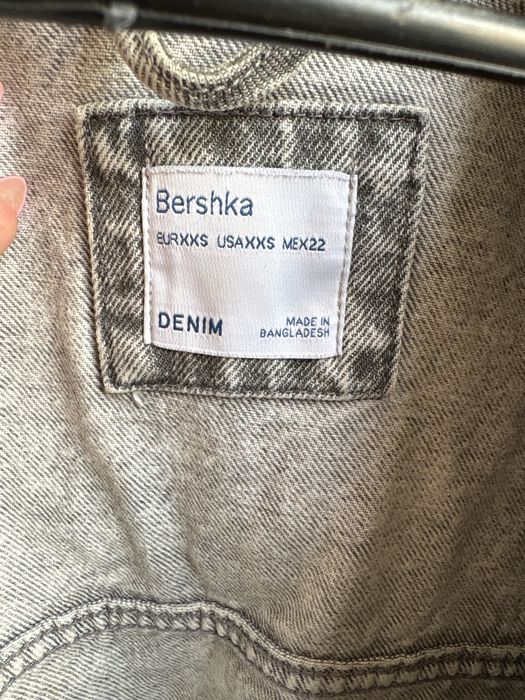 Bershka
EURXXS USAXXS MEX22
DENIM
MADE IN
BANGLADESH